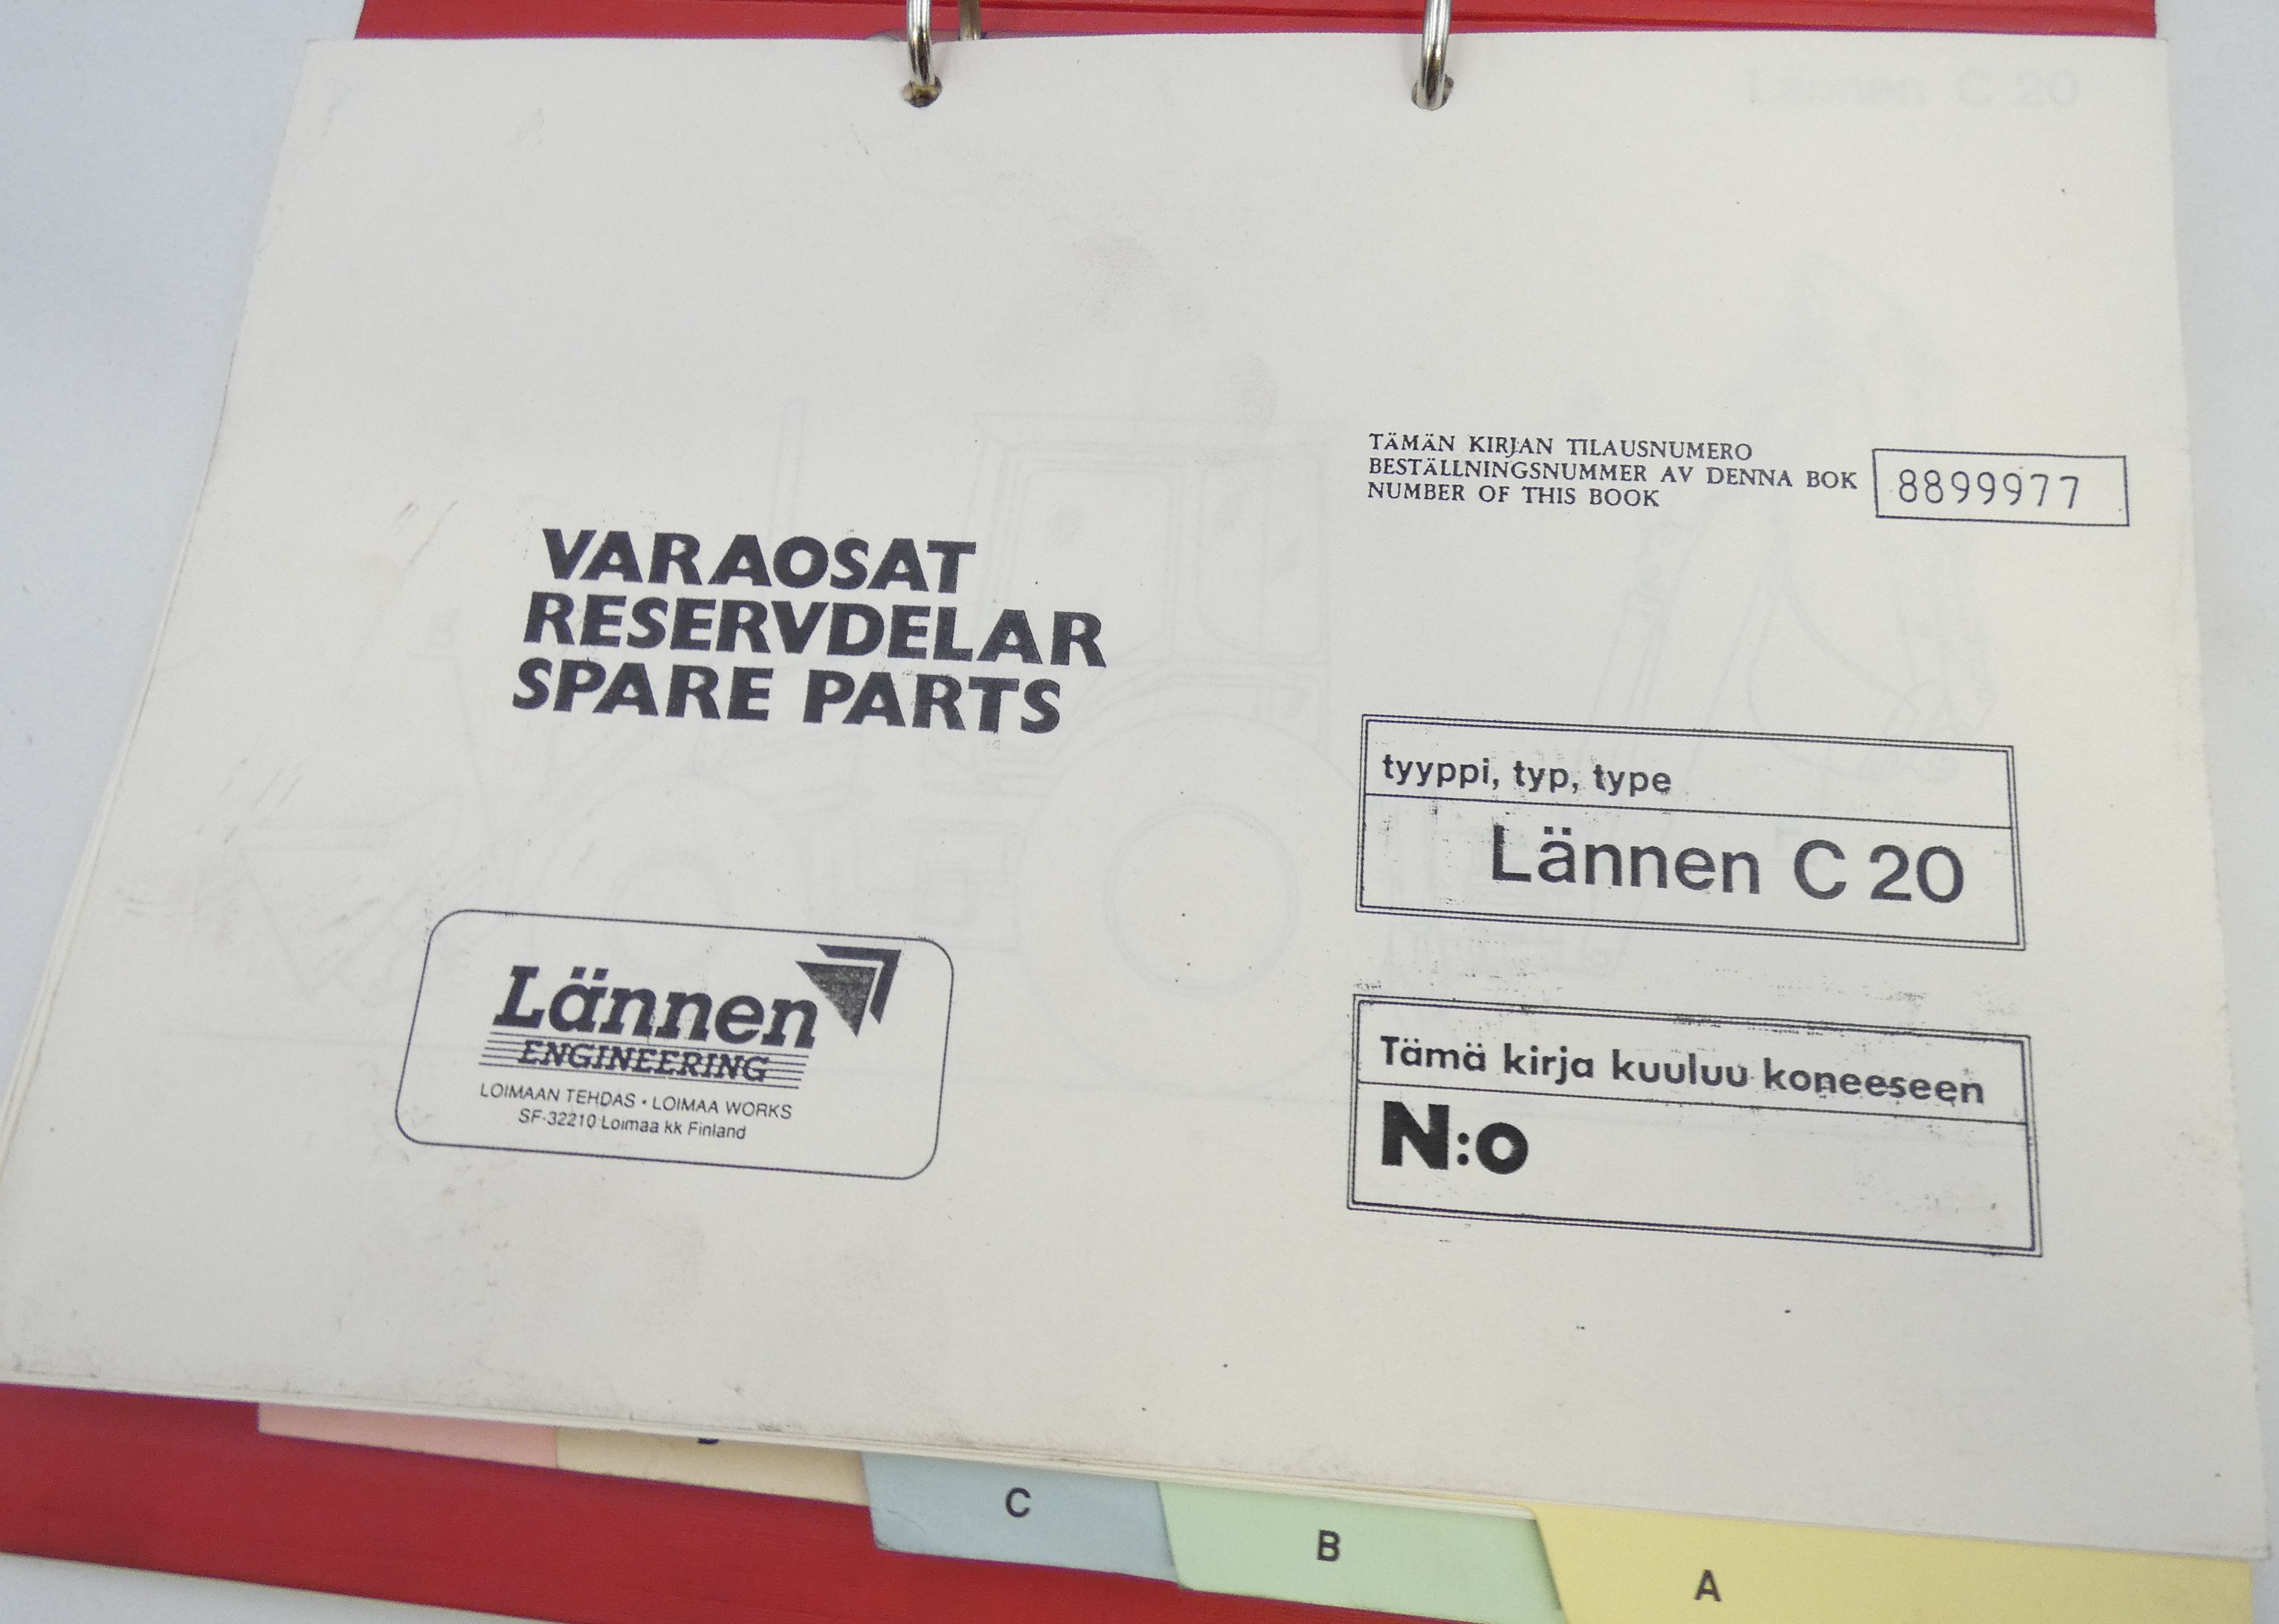 Lännen C 20
TÄMÄN KIRJAN TILAUSNUMERO
BESTÄLLNINGSNUMMER AV DENNA BOK
NUMBER OF THIS BOOK
8899977
VARAOSAT
RESERVDELAR
SPARE PARTS
tyyppi, typ, type
Lännen C 20
Lännen
ENGINEERING
LOIMAAN TEHDAS • LOIMAA WORKS
SF-32210 Loimaa kk Finland
Tämä kirja kuuluu koneeseen
N:o
C
B
A